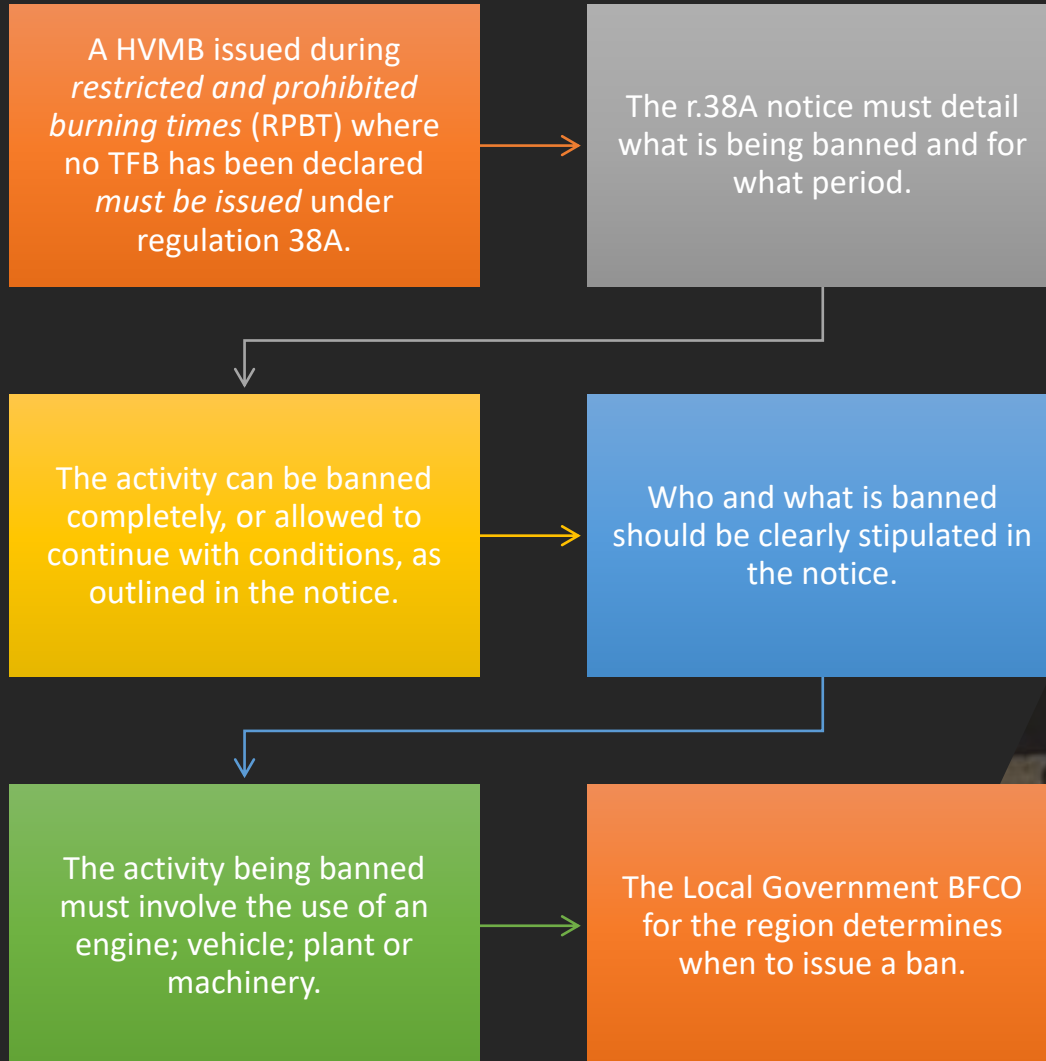 A HVMB issued during
restricted and prohibited
burning times (RPBT) where
no TFB has been declared
must be issued under
regulation 38A.
The r.38A notice must detail
what is being banned and for
what period.
The activity can be banned
completely, or allowed to
continue with conditions, as
outlined in the notice.
Who and what is banned
should be clearly stipulated in
the notice.
The activity being banned
must involve the use of an
engine; vehicle; plant or
machinery.
The Local Government BFCO
for the region determines
when to issue a ban.